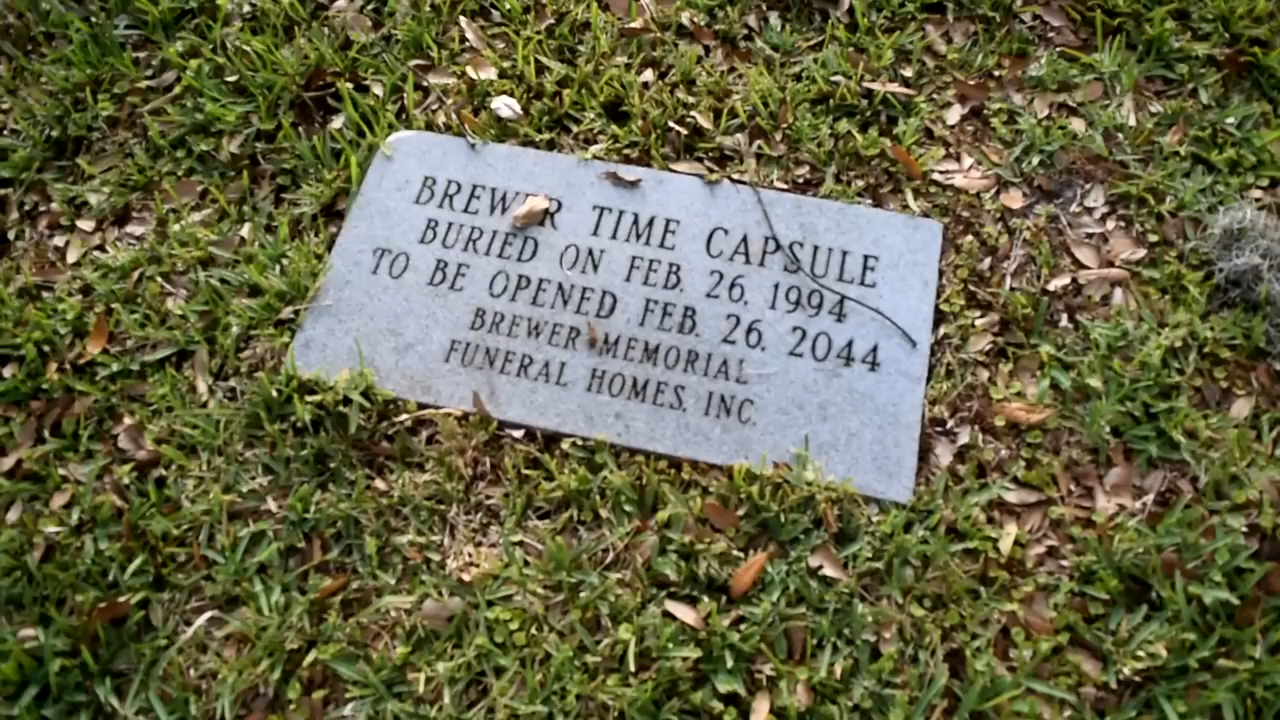 BREWER TIME CAPSULE
BURIED ON FEB. 26, 1994
TO BE OPENED FEB. 26. 2044
BREWER MEMORIAL
FUNERAL HOMES, INC.